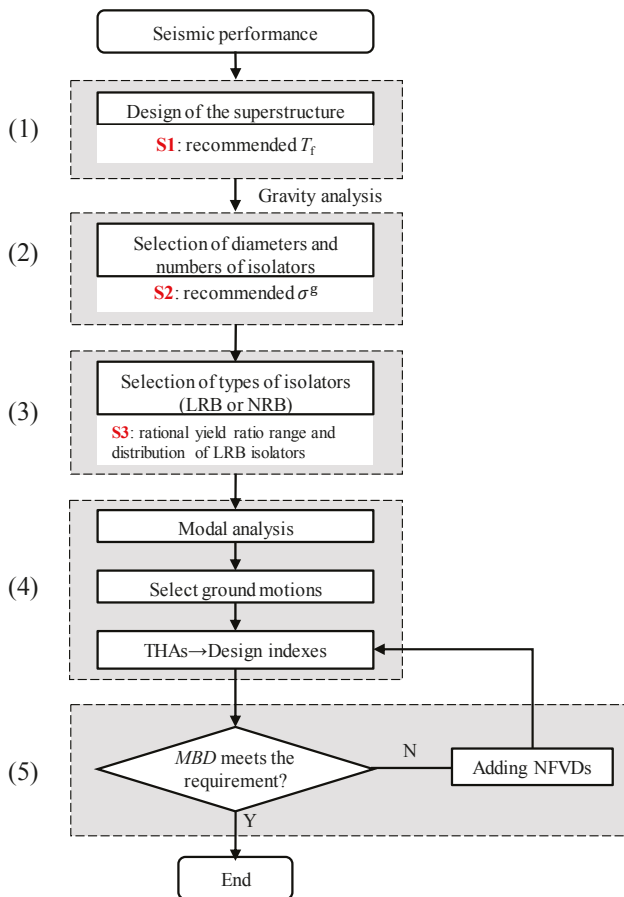 Seismic performance
(1)
Design of the superstructure
S1: recommended Tf
Gravity analysis
(2)
Selection of diameters and
numbers of isolators
S2: recommended σg
(3)
Selection of types of isolators
(LRB or NRB)
S3: rational yield ratio range and
distribution of LRB isolators
(4)
Modal analysis
Select ground motions
THAs→Design indexes
(5)
MBD meets the
requirement?
N
Adding NFVDs
Y
End